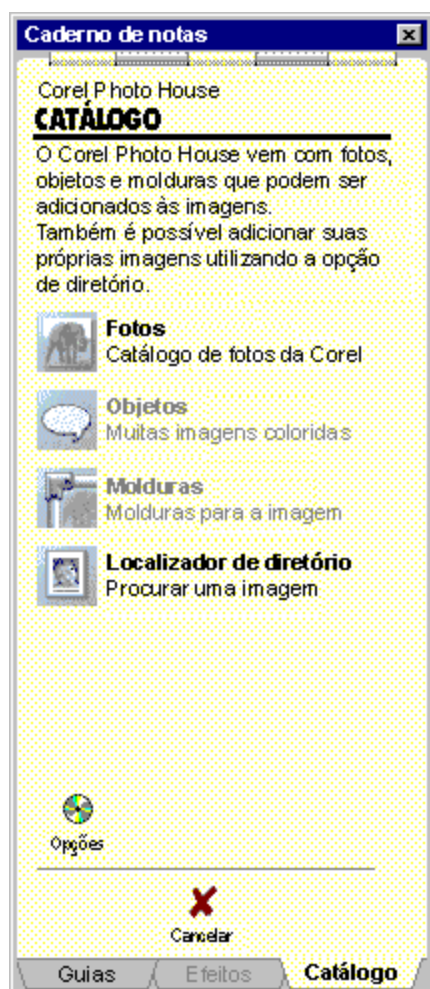 Caderno de notas
Corel Photo House
CATÁLOGO
O Corel Photo House vem com fotos,
objetos e molduras que podem ser
adicionados às imagens.
Também é possível adicionar suas
próprias imagens utilizando a opção
de diretório.
Fotos
Catálogo de fotos da Corel
Objetos
Muitas imagens coloridas
Molduras
Molduras para a imagem
Localizador de diretório
Procurar uma imagem
Opções
Cancelar
Guias
Efeitos
Catálogo